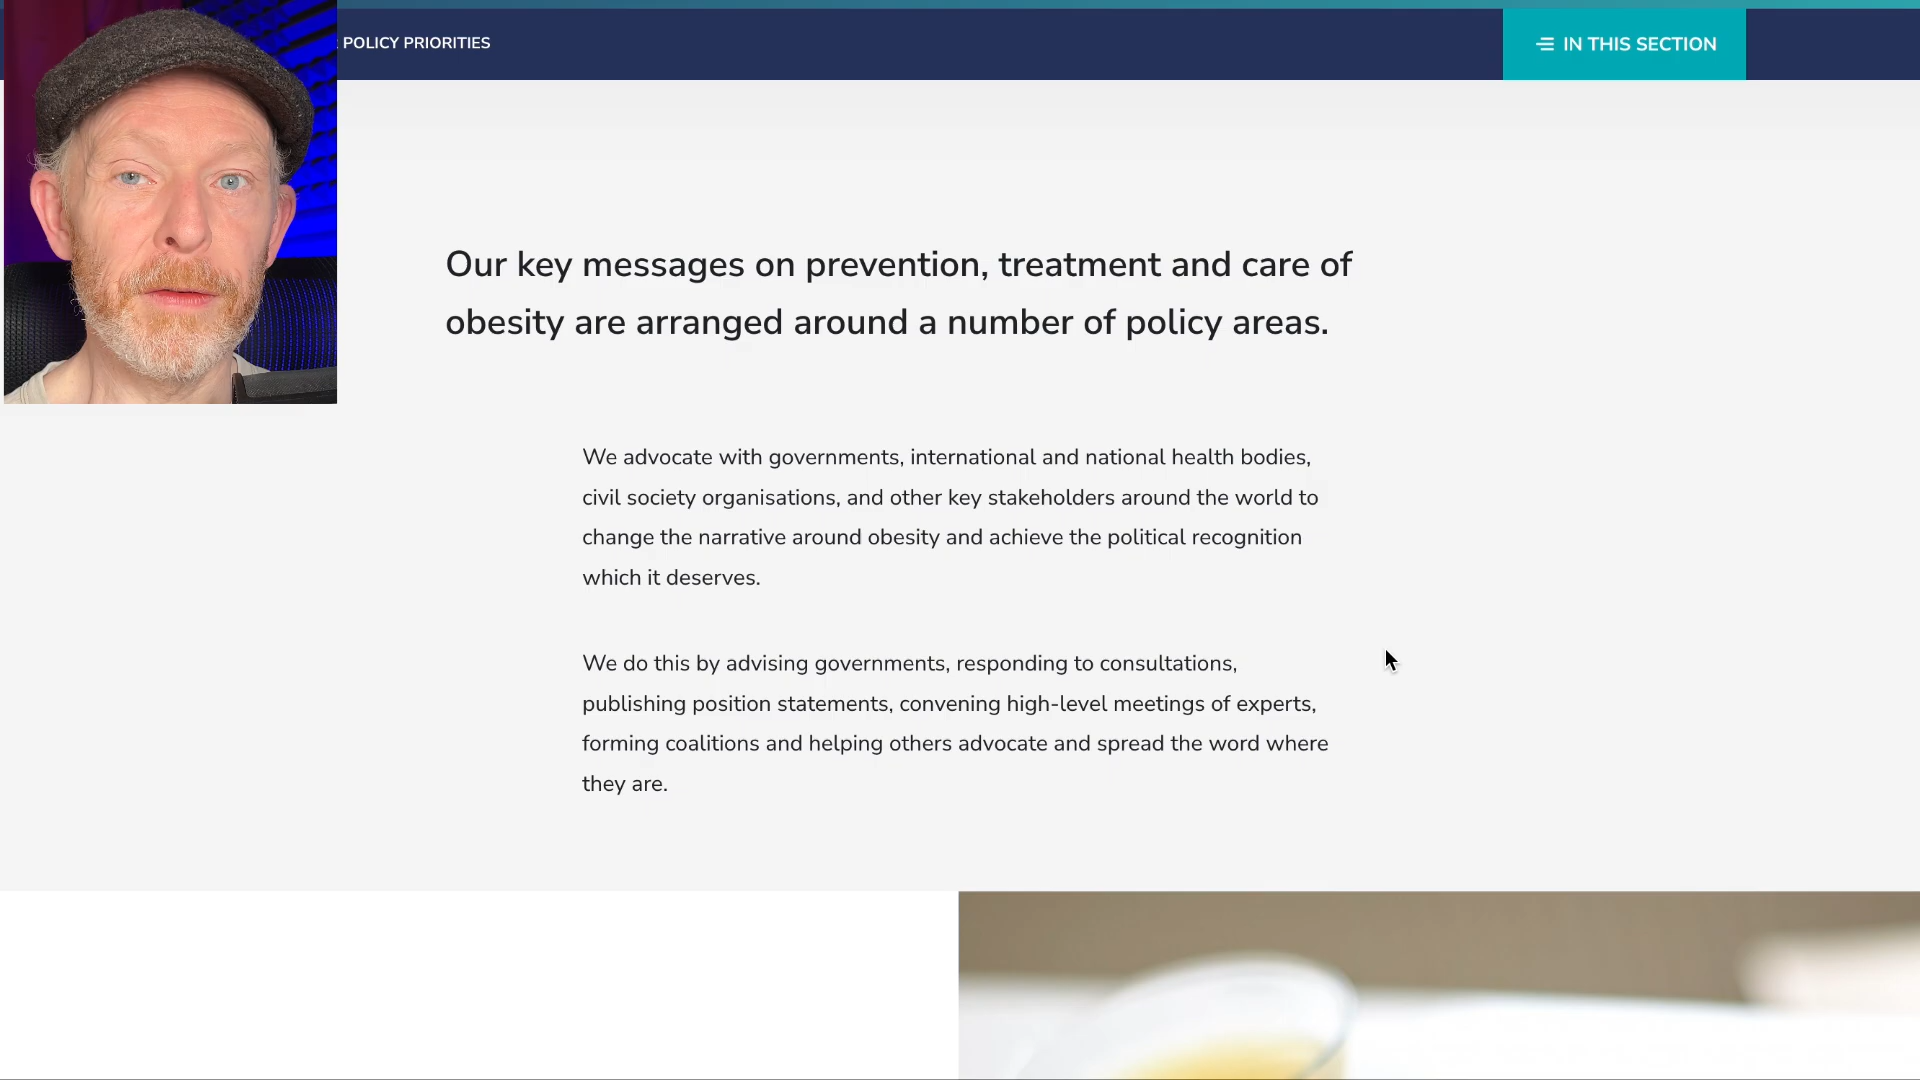 POLICY PRIORITIES
IN THIS SECTION
Our key messages on prevention, treatment and care of
obesity are arranged around a number of policy areas.
We advocate with governments, international and national health bodies,
civil society organisations, and other key stakeholders around the world to
change the narrative around obesity and achieve the political recognition
which it deserves.
We do this by advising governments, responding to consultations,
publishing position statements, convening high-level meetings of experts,
forming coalitions and helping others advocate and spread the word where
they are.